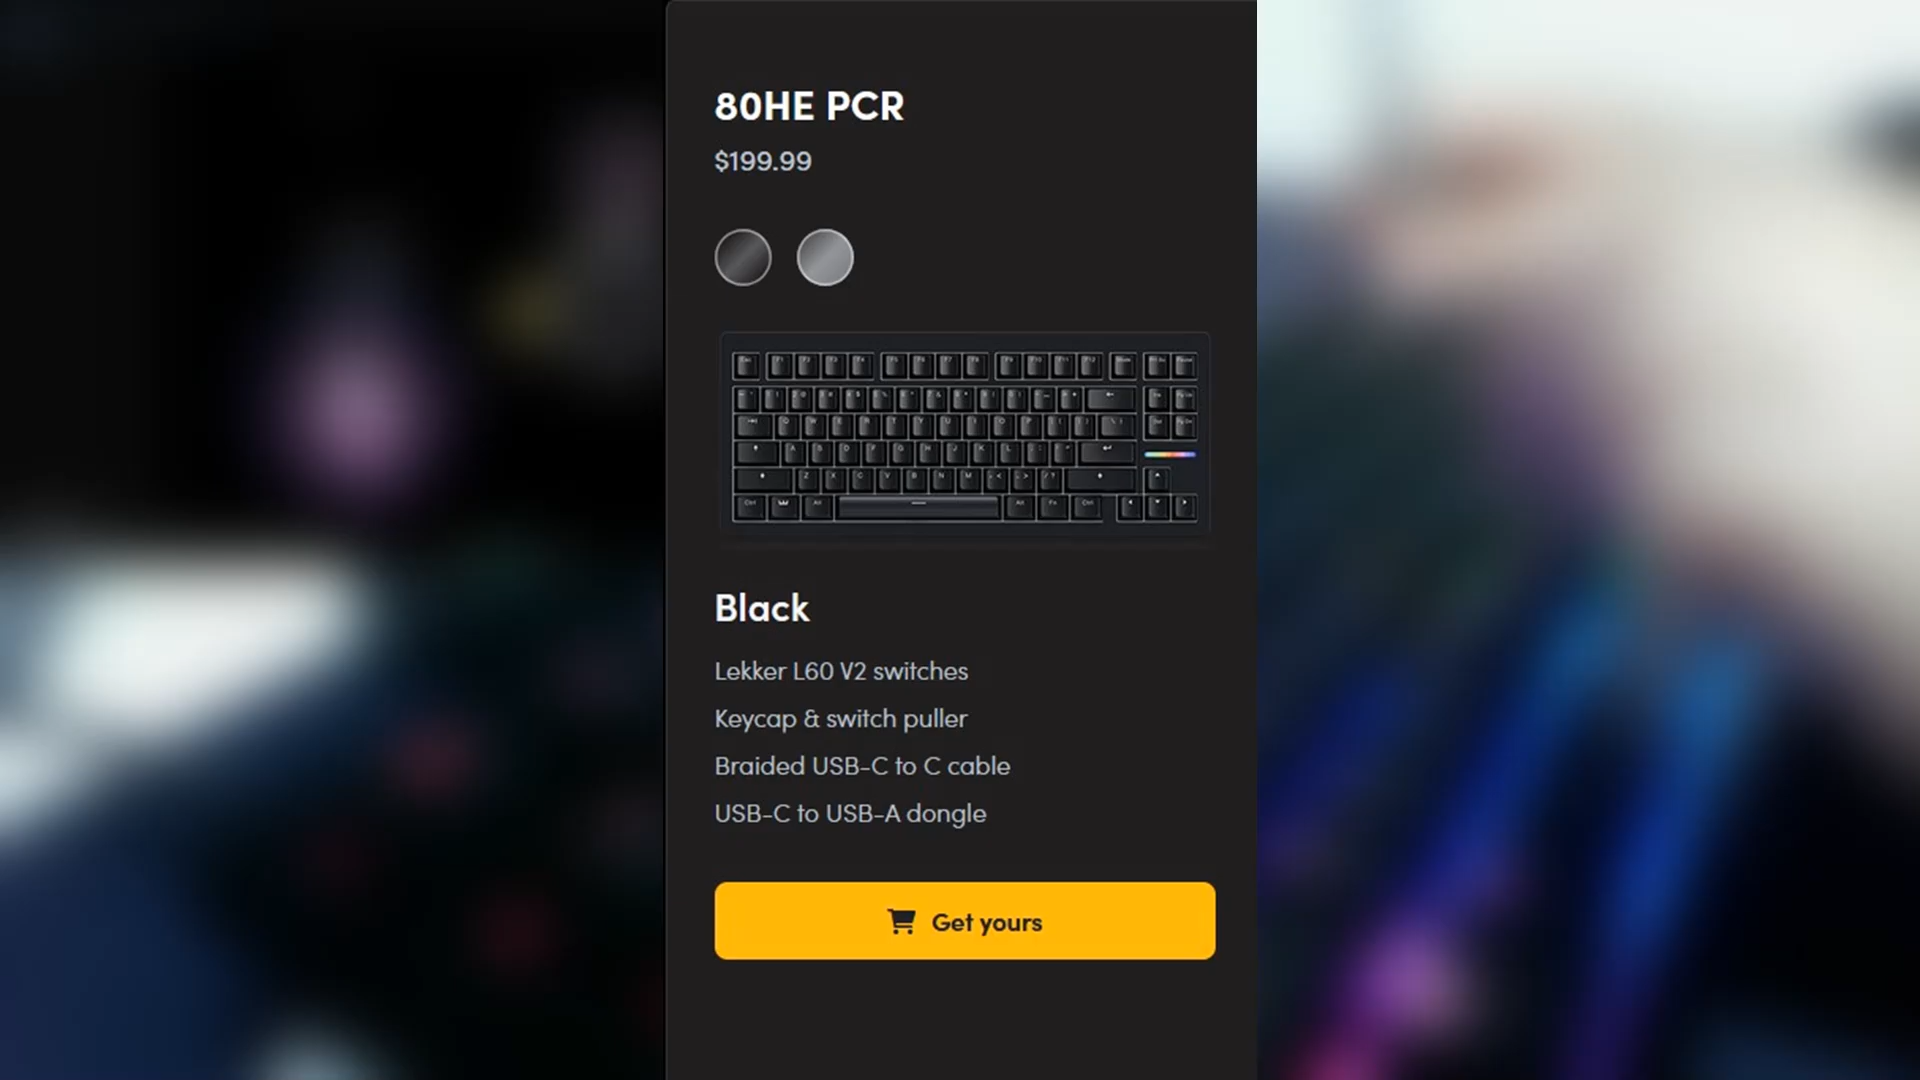 80HE PCR
$199.99
Black
Lekker L60 V2 switches
Keycap & switch puller
Braided USB-C to C cable
USB-C to USB-A dongle
Get yours